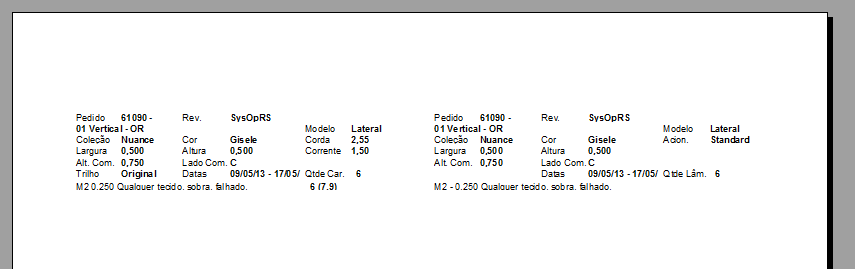 Pedido 61090 - Rev. SysOpRS
01 Vertical - OR Modelo Lateral
Coleção Nuance Cor Gisele Corda 2,55
Largura 0,500 Altura 0,500 Corrente 1,50
Alt. Com. 0,750 Lado Com. C
Trilho Original Datas 09/05/13 - 17/05/ Qtde Car. 6
M2 0.250 Qualquer tecido. sobra. falhado. 6 (7.9)
Pedido 61090 - Rev. SysOpRS
01 Vertical - OR Modelo Lateral
Coleção Nuance Cor Gisele Acion. Standard
Largura 0,500 Altura 0,500
Alt. Com. 0,750 Lado Com. C
Datas 09/05/13 - 17/05/ Qtde Lâm. 6
M2 - 0.250 Qualquer tecido. sobra. falhado.